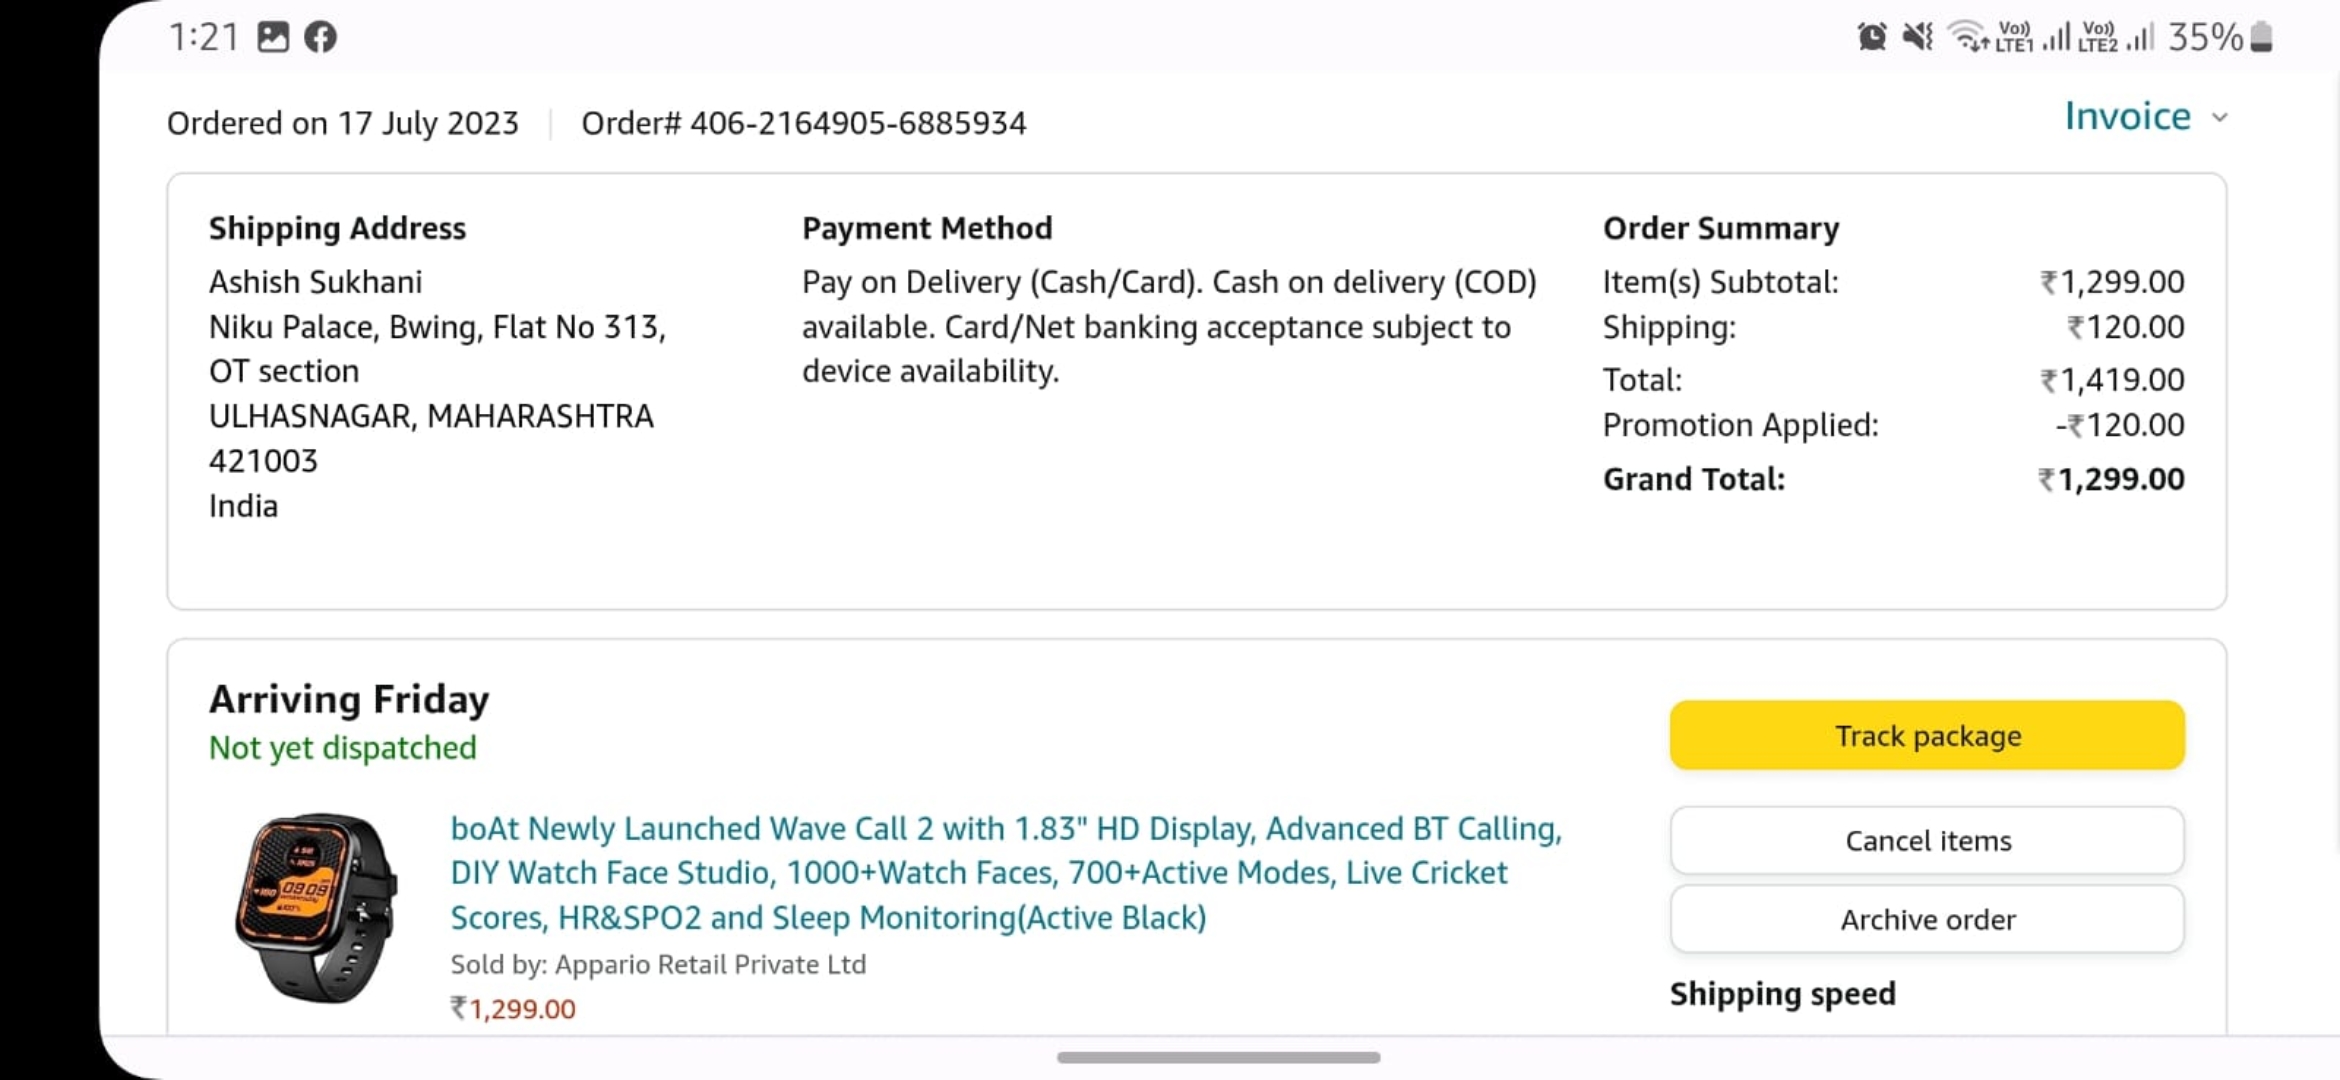 1:21
Vo)) LTE1 Vo)) LTE2 35%
Ordered on 17 July 2023 Order# 406-2164905-6885934
Invoice
Shipping Address
Ashish Sukhani
Niku Palace, Bwing, Flat No 313,
OT section
ULHASNAGAR, MAHARASHTRA
421003
India
Payment Method
Pay on Delivery (Cash/Card). Cash on delivery (COD)
available. Card/Net banking acceptance subject to
device availability.
Order Summary
Item(s) Subtotal: ₹1,299.00
Shipping: ₹120.00
Total: ₹1,419.00
Promotion Applied: -₹120.00
Grand Total: ₹1,299.00
Arriving Friday
Not yet dispatched
boAt Newly Launched Wave Call 2 with 1.83" HD Display, Advanced BT Calling,
DIY Watch Face Studio, 1000+Watch Faces, 700+Active Modes, Live Cricket
Scores, HR&SPO2 and Sleep Monitoring(Active Black)
Sold by: Appario Retail Private Ltd
₹1,299.00
Track package
Cancel items
Archive order
Shipping speed
09:09